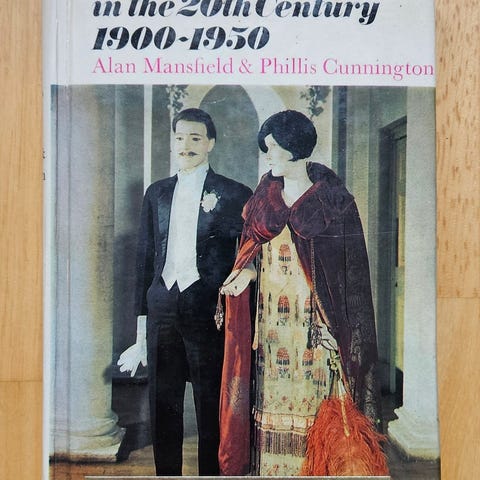 in the 20th Century
1900-1950
Alan Mansfield & Phillis Cunnington